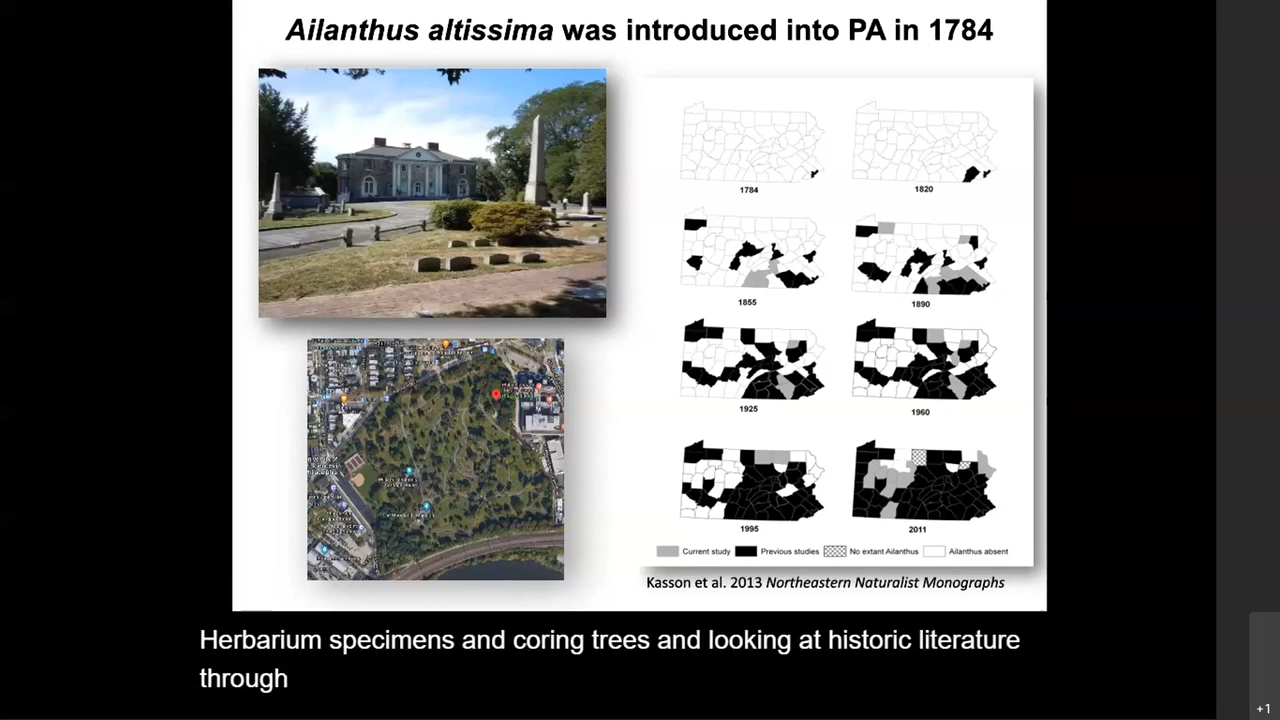 Ailanthus altissima was introduced into PA in 1784
1784
1820
1855
1890
1925
1960
1995
2011
Current study
Previous studies
No extant Ailanthus
Ailanthus absent
Kasson et al. 2013 Northeastern Naturalist Monographs
Herbarium specimens and coring trees and looking at historic literature
through
+1